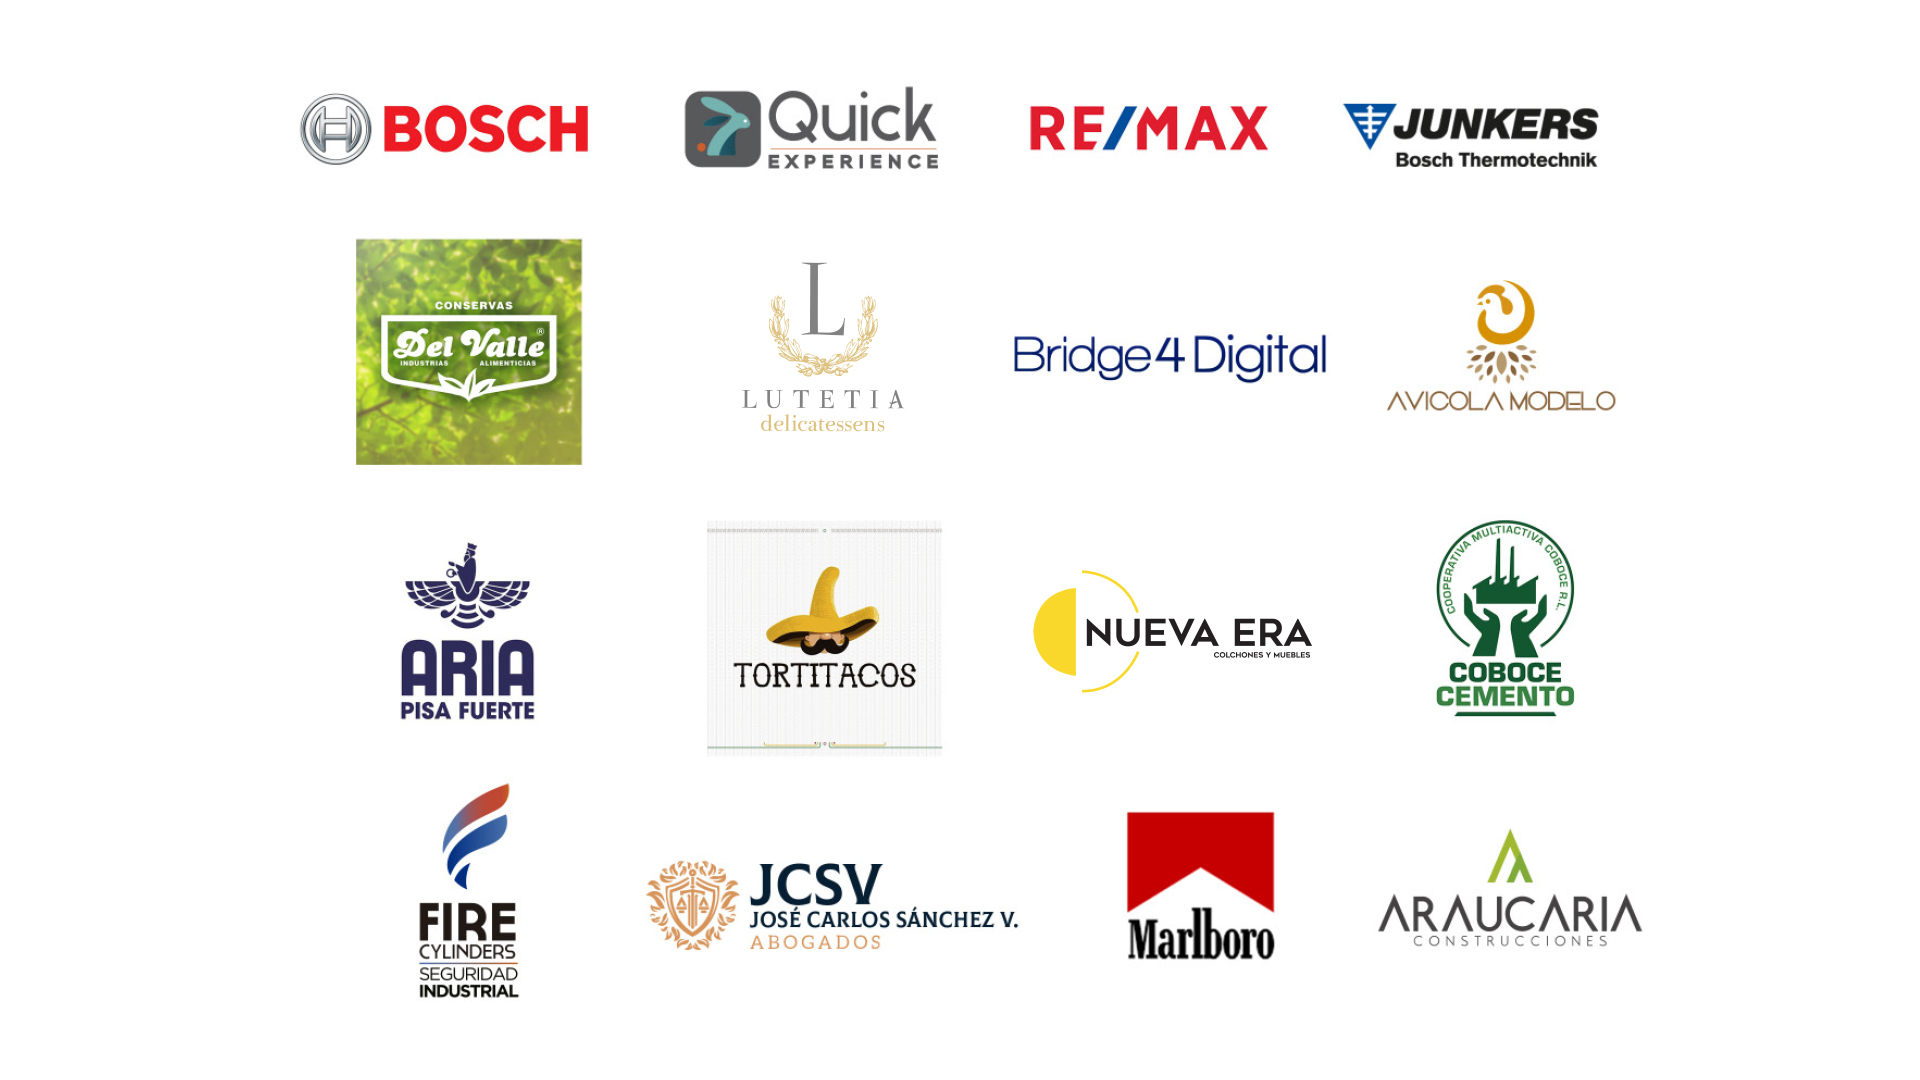 BOSCH
Quick
EXPERIENCE
RE/MAX
JUNKERS
Bosch Thermotechnik
CONSERVAS
Del Valle®
INDUSTRIAS ALIMENTICIAS
L
LUTETIA
delicatessens
Bridge4Digital
AVICOLA MODELO
ARIA
PISA FUERTE
TORTITACOS
NUEVA ERA
COLCHONES Y MUEBLES
COOPERATIVA MULTIACTIVA COBOCE R.L.
COBOCE
CEMENTO
FIRE
CYLINDERS
SEGURIDAD
INDUSTRIAL
JCSV
JOSÉ CARLOS SÁNCHEZ V.
ABOGADOS
Marlboro
ARAUCARIA
CONSTRUCCIONES